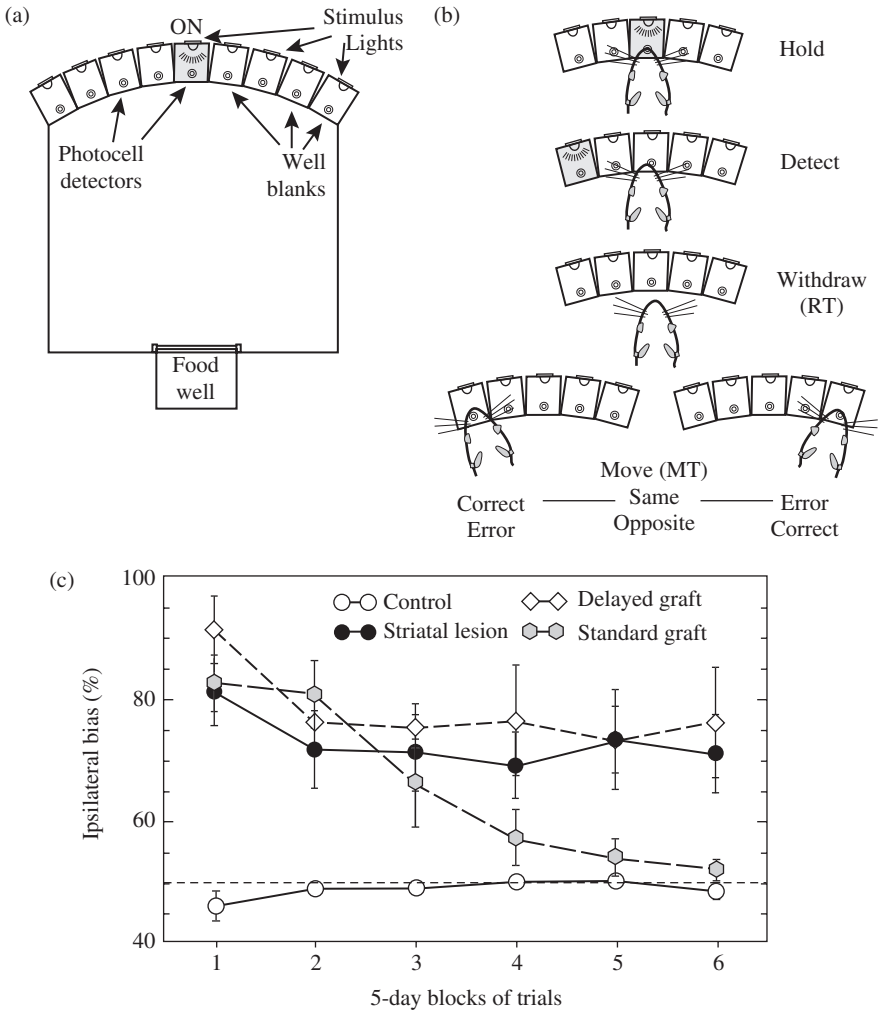 (a)
ON
Stimulus
Lights
Photocell
detectors
Well
blanks
Food
well
(b)
Hold
Detect
Withdraw
(RT)
Move (MT)
Correct
Same
Error
Error
Opposite
Correct
(c)
100
80
60
40
Ipsilateral bias (%)
Control
Delayed graft
Striatal lesion
Standard graft
1
2
3
4
5
6
5-day blocks of trials